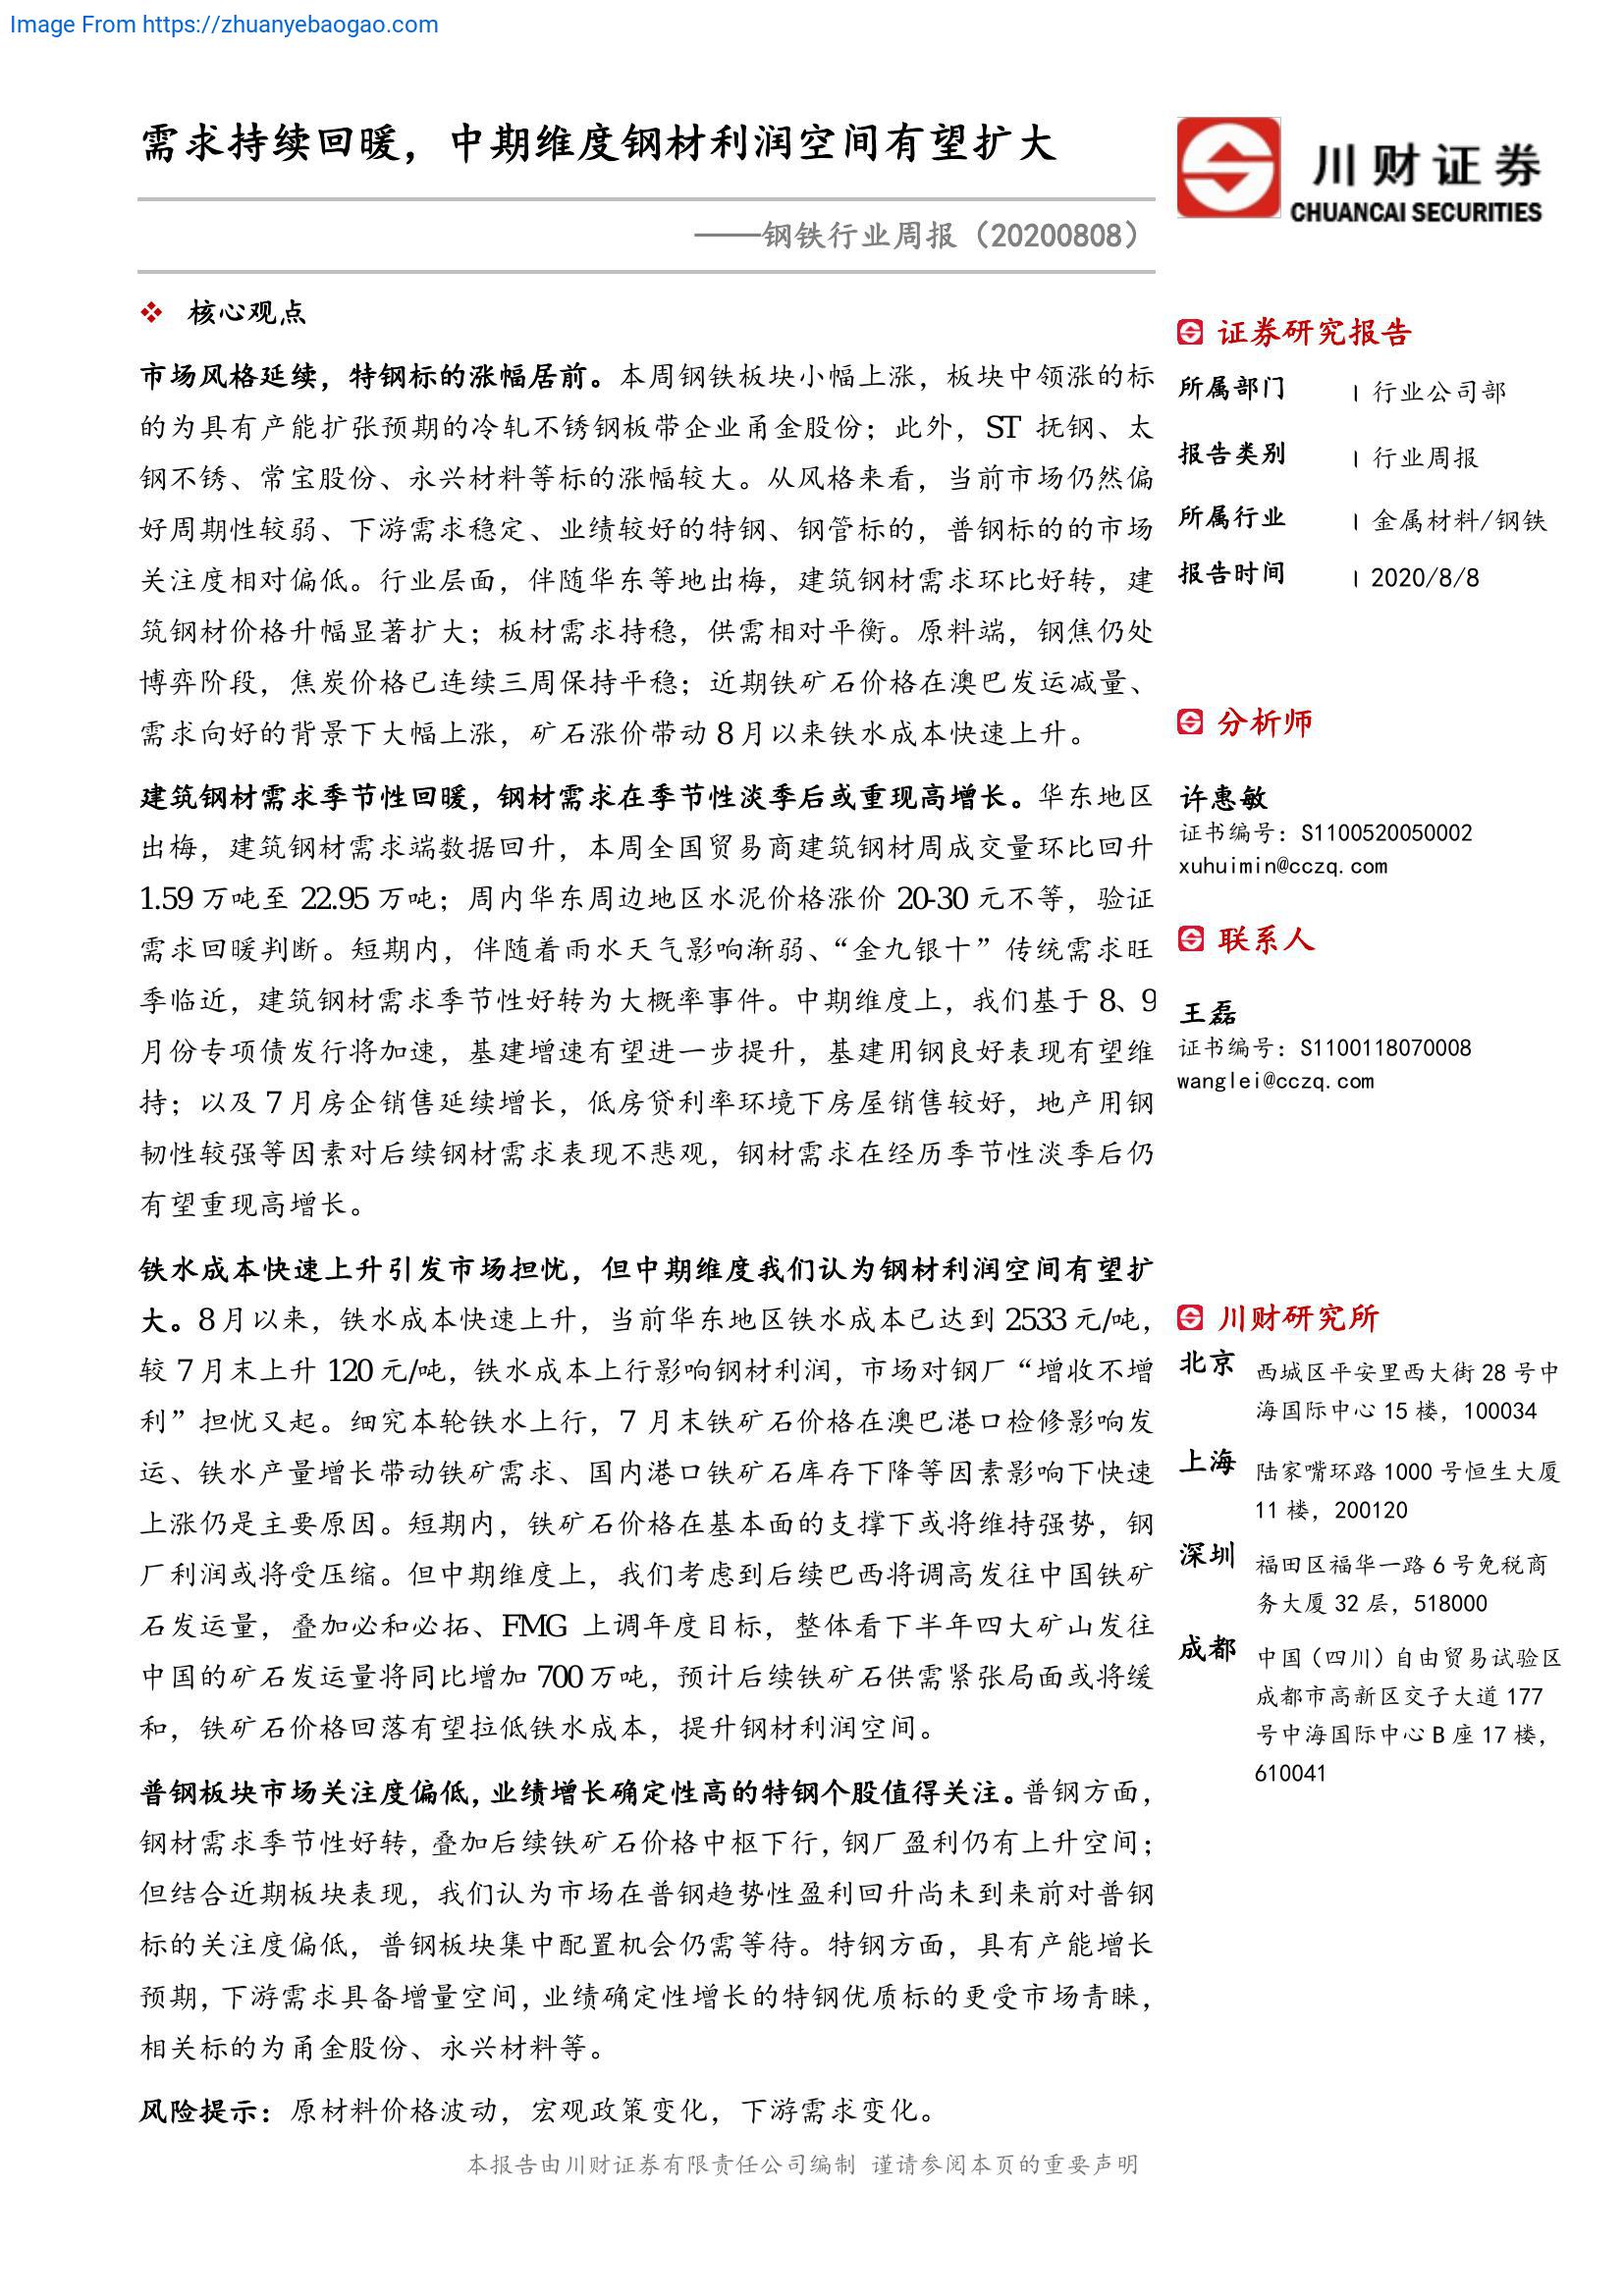 Image From https://zhuanyebaogao.com
需求持续回暖，中期维度钢材利润空间有望扩大
——钢铁行业周报（20200808）
核心观点
市场风格延续，特钢标的涨幅居前。本周钢铁板块小幅上涨，板块中领涨的标
的为具有产能扩张预期的冷轧不锈钢板带企业甬金股份；此外，ST 抚钢、太
钢不锈、常宝股份、永兴材料等标的涨幅较大。从风格来看，当前市场仍然偏
好周期性较弱、下游需求稳定、业绩较好的特钢、钢管标的，普钢标的的市场
关注度相对偏低。行业层面，伴随华东等地出梅，建筑钢材需求环比好转，建
筑钢材价格升幅显著扩大；板材需求持稳，供需相对平衡。原料端，钢焦仍处
博弈阶段，焦炭价格已连续三周保持平稳；近期铁矿石价格在澳巴发运减量、
需求向好的背景下大幅上涨，矿石涨价带动 8 月以来铁水成本快速上升。
建筑钢材需求季节性回暖，钢材需求在季节性淡季后或重现高增长。华东地区
出梅，建筑钢材需求端数据回升，本周全国贸易商建筑钢材周成交量环比回升
1.59 万吨至 22.95 万吨；周内华东周边地区水泥价格涨价 20-30 元不等，验证
需求回暖判断。短期内，伴随着雨水天气影响渐弱、“金九银十”传统需求旺
季临近，建筑钢材需求季节性好转为大概率事件。中期维度上，我们基于 8、9
月份专项债发行将加速，基建增速有望进一步提升，基建用钢良好表现有望维
持；以及 7 月房企销售延续增长，低房贷利率环境下房屋销售较好，地产用钢
韧性较强等因素对后续钢材需求表现不悲观，钢材需求在经历季节性淡季后仍
有望重现高增长。
铁水成本快速上升引发市场担忧，但中期维度我们认为钢材利润空间有望扩
大。8 月以来，铁水成本快速上升，当前华东地区铁水成本已达到 2533 元/吨，
较 7 月末上升 120 元/吨，铁水成本上行影响钢材利润，市场对钢厂“增收不增
利”担忧又起。细究本轮铁水上行，7 月末铁矿石价格在澳巴港口检修影响发
运、铁水产量增长带动铁矿需求、国内港口铁矿石库存下降等因素影响下快速
上涨仍是主要原因。短期内，铁矿石价格在基本面的支撑下或将维持强势，钢
厂利润或将受压缩。但中期维度上，我们考虑到后续巴西将调高发往中国铁矿
石发运量，叠加必和必拓、FMG 上调年度目标，整体看下半年四大矿山发往
中国的矿石发运量将同比增加 700 万吨，预计后续铁矿石供需紧张局面或将缓
和，铁矿石价格回落有望拉低铁水成本，提升钢材利润空间。
普钢板块市场关注度偏低，业绩增长确定性高的特钢个股值得关注。普钢方面，
钢材需求季节性好转，叠加后续铁矿石价格中枢下行，钢厂盈利仍有上升空间；
但结合近期板块表现，我们认为市场在普钢趋势性盈利回升尚未到来前对普钢
标的关注度偏低，普钢板块集中配置机会仍需等待。特钢方面，具有产能增长
预期，下游需求具备增量空间，业绩确定性增长的特钢优质标的更受市场青睐，
相关标的为甬金股份、永兴材料等。
风险提示：原材料价格波动，宏观政策变化，下游需求变化。
川财证券
CHUANCAI SECURITIES
证券研究报告
所属部门 | 行业公司部
报告类别 | 行业周报
所属行业 | 金属材料/钢铁
报告时间 | 2020/8/8
分析师
许惠敏
证书编号：S1100520050002
xuhuimin@cczq.com
联系人
王磊
证书编号：S1100118070008
wanglei@cczq.com
川财研究所
北京 西城区平安里西大街 28 号中
海国际中心 15 楼，100034
上海 陆家嘴环路 1000 号恒生大厦
11 楼，200120
深圳 福田区福华一路 6 号免税商
务大厦 32 层，518000
成都 中国（四川）自由贸易试验区
成都市高新区交子大道 177
号中海国际中心 B 座 17 楼，
610041
本报告由川财证券有限责任公司编制 谨请参阅本页的重要声明